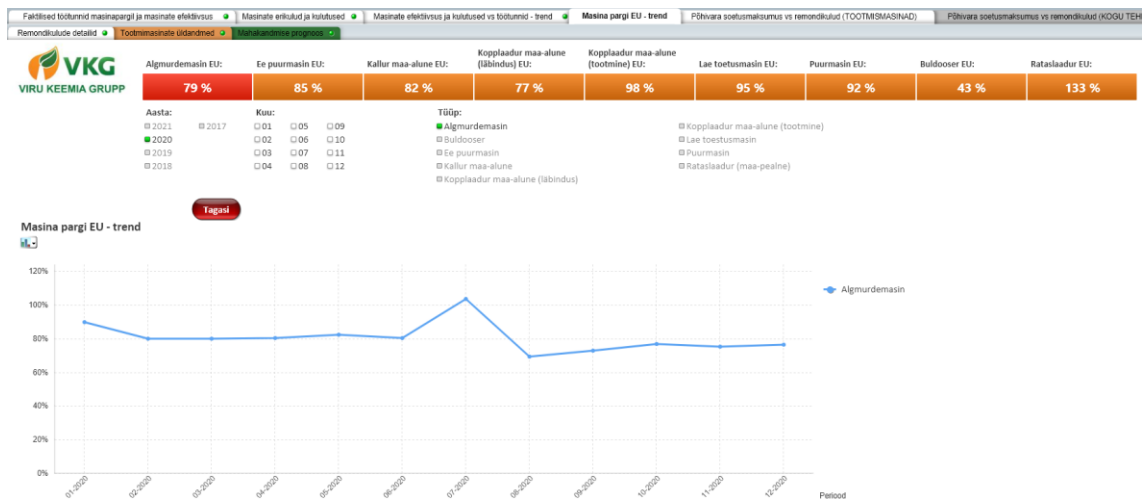 Faktilised töötunnid masinapargil ja masinate efektiivsus
Masinate erikulud ja kulutused
Masinate efektiivsus ja kulutused vs töötunnid - trend
Masina pargi EU - trend
Põhivara soetusmaksumus vs remondikulud (TOOTMISMASINAD)
Põhivara soetusmaksumus vs remondikulud (KOGU TEH
Remondikulude detailid
Tootmimasinate üldandmed
Mahakandmise prognoos
VKG
VIRU KEEMIA GRUPP
Algmurdemasin EU:
79 %
Ee puurmasin EU:
85 %
Kallur maa-alune EU:
82 %
Kopplaadur maa-alune
(läbindus) EU:
77 %
Kopplaadur maa-alune
(tootmine) EU:
98 %
Lae toetusmasin EU:
95 %
Puurmasin EU:
92 %
Buldooser EU:
43 %
Rataslaadur EU:
133 %
Aasta:
2021 2017
2020
2019
2018
Kuu:
01 05 09
02 06 10
03 07 11
04 08 12
Tüüp:
Algmurdemasin
Buldooser
Ee puurmasin
Kallur maa-alune
Kopplaadur maa-alune (läbindus)
Kopplaadur maa-alune (tootmine)
Lae toestusmasin
Puurmasin
Rataslaadur (maa-pealne)
Tagasi
Masina pargi EU - trend
120%
100%
80%
60%
40%
20%
0%
01-2020
02-2020
03-2020
04-2020
05-2020
06-2020
07-2020
08-2020
09-2020
10-2020
11-2020
12-2020
Periood
Algmurdemasin